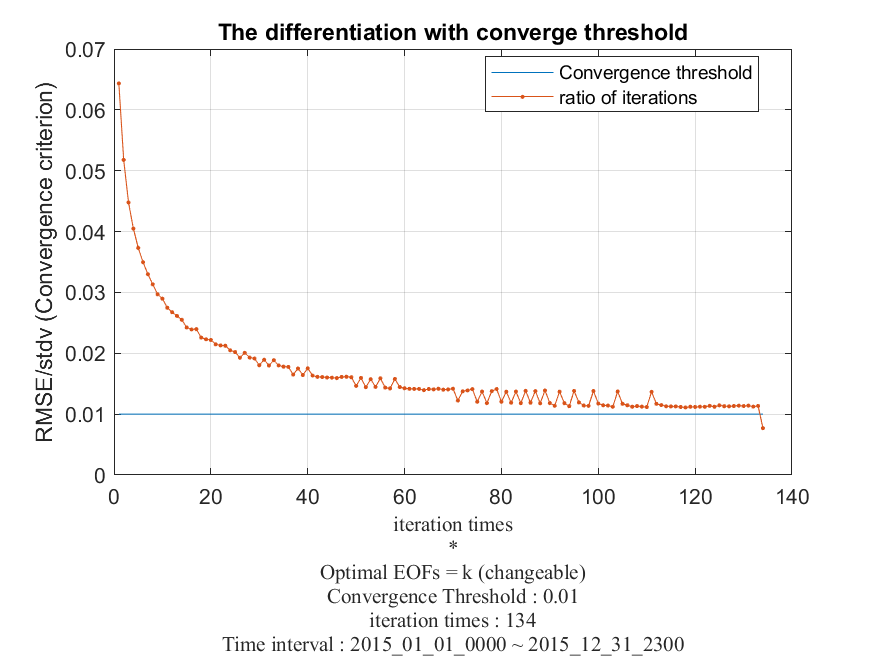 The differentiation with converge threshold
Convergence threshold
ratio of iterations
RMSE/stdv (Convergence criterion)
0.07
0.06
0.05
0.04
0.03
0.02
0.01
0
0 20 40 60 80 100 120 140
iteration times
*
Optimal EOFs = k (changeable)
Convergence Threshold : 0.01
iteration times : 134
Time interval : 2015_01_01_0000 ~ 2015_12_31_2300